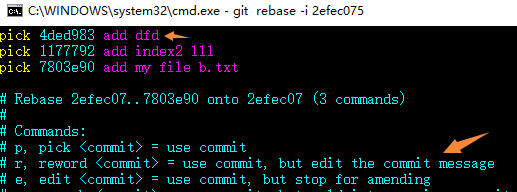 C:\WINDOWS\system32\cmd.exe - git rebase -i 2efec075
pick 4ded983 add dfd
pick 1177792 add index2 111
pick 7803e90 add my file b.txt
# Rebase 2efec07..7803e90 onto 2efec07 (3 commands)
#
# Commands:
# p, pick <commit> = use commit
# r, reword <commit> = use commit, but edit the commit message
# e, edit <commit> = use commit, but stop for amending